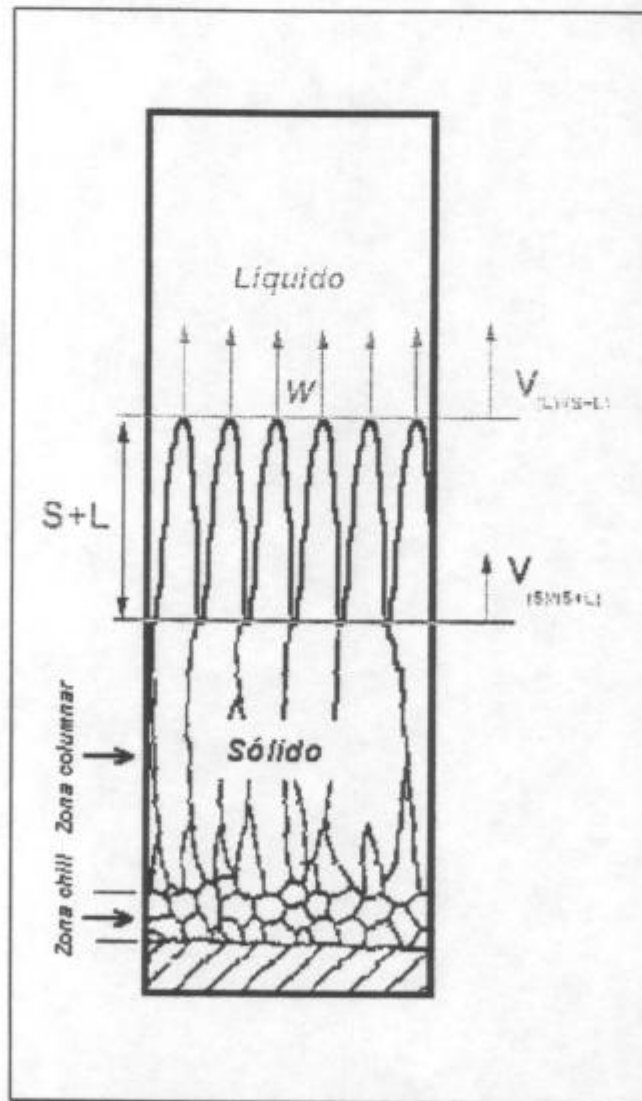 Líquido
W
V
S+L
V
(S)/(S+L)
Sólido
Zona columnar
Zona chill